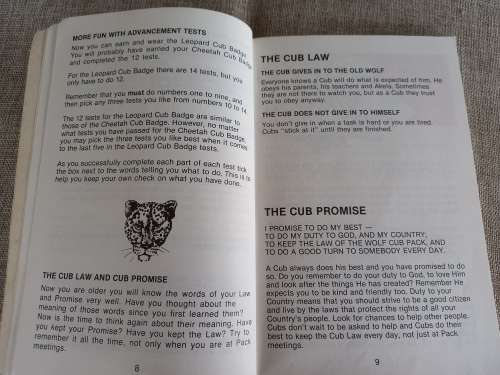 MORE FUN WITH ADVANCEMENT TESTS
Now you can earn and wear the Leopard Cub Badge.
You will probably have earned your Cheetah Cub Badge
and completed the 12 tests.
For the Leopard Cub Badge there are 14 tests, but you
only have to do 12.
Remember that you must do numbers one to nine, and
then pick any three tests you like from numbers 10 to 14.
The 12 tests for the Leopard Cub Badge are similar to
those of the Cheetah Cub Badge. However, no matter
what tests you have passed for the Cheetah Cub Badge,
you may pick the three tests you like best when it comes
to the last five in the Leopard Cub Badge tests.
As you successfully complete each part of each test tick
the box next to the words telling you what to do. This is to
help you keep your own check on what you have done.
THE CUB LAW AND CUB PROMISE
Now you are older you will know the words of your Law
and Promise very well. Have you thought about the
meaning of those words since you first learned them?
Now is the time to think again about their meaning. Have
you kept your Promise? Have you kept the Law? Try to
remember it all the time, not only when you are at Pack
meetings.
8
THE CUB LAW
THE CUB GIVES IN TO THE OLD WOLF
Everyone knows a Cub will do what is expected of him. He
obeys his parents, his teachers and Akela. Sometimes
they are not there to watch you, but as a Cub they trust
you to obey anyway.
THE CUB DOES NOT GIVE IN TO HIMSELF
You don't give in when a task is hard or you are tired.
Cubs "stick at it" until they are finished.
THE CUB PROMISE
I PROMISE TO DO MY BEST —
TO DO MY DUTY TO GOD, AND MY COUNTRY;
TO KEEP THE LAW OF THE WOLF CUB PACK, AND
TO DO A GOOD TURN TO SOMEBODY EVERY DAY.
A Cub always does his best and you have promised to do
so. Do you remember to do your duty to God, to love Him
and look after the things He has created? Remember He
expects you to be kind and friendly too. Duty to your
Country means that you should strive to be a good citizen
and live by the laws that protect the rights of all your
Country's people. Look for chances to help other people.
Cubs don't wait to be asked to help and Cubs do their
best to keep the Cub Law every day, not just at Pack
meetings.
9